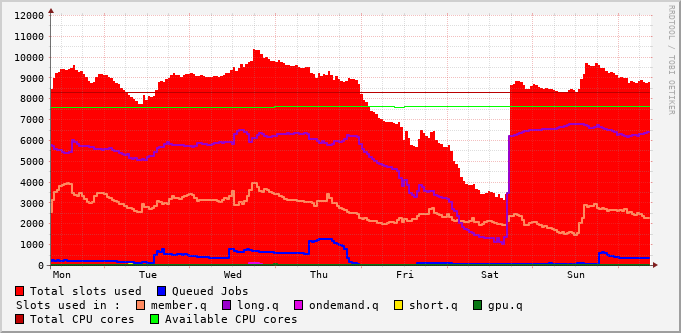 12000
11000
10000
9000
8000
7000
6000
5000
4000
3000
2000
1000
0
Mon Tue Wed Thu Fri Sat Sun
RRDTOOL / TOBI OETIKER
Total slots used Queued Jobs
Slots used in : member.q long.q ondemand.q short.q gpu.q
Total CPU cores Available CPU cores